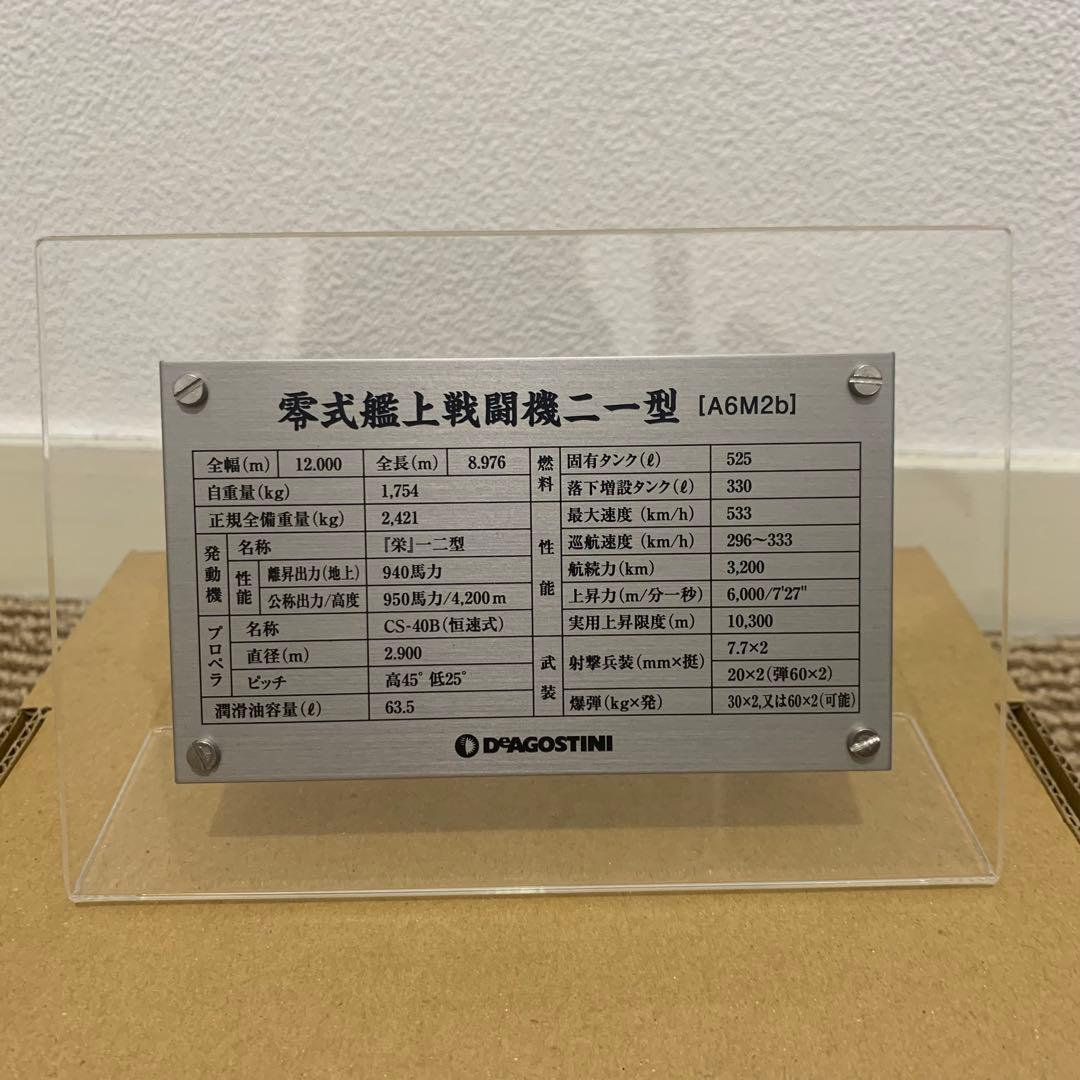 零式艦上戦闘機二一型 [A6M2b]
全幅(m) 12.000 全長(m) 8.976
自重量(kg) 1,754
正規全備重量(kg) 2,421
発動機 名称 『栄』一二型
性能 離昇出力(地上) 940馬力
公称出力/高度 950馬力/4,200m
プロペラ 名称 CS-40B(恒速式)
直径(m) 2.900
ピッチ 高45° 低25°
潤滑油容量(ℓ) 63.5
燃料 固有タンク(ℓ) 525
落下増設タンク(ℓ) 330
性能 最大速度 (km/h) 533
巡航速度 (km/h) 296〜333
航続力(km) 3,200
上昇力(m/分一秒) 6,000/7'27"
実用上昇限度(m) 10,300
武装 射撃兵装(mm×挺) 7.7×2
20×2(弾60×2)
爆弾(kg×発) 30×2,又は60×2(可能)
DeAGOSTINI